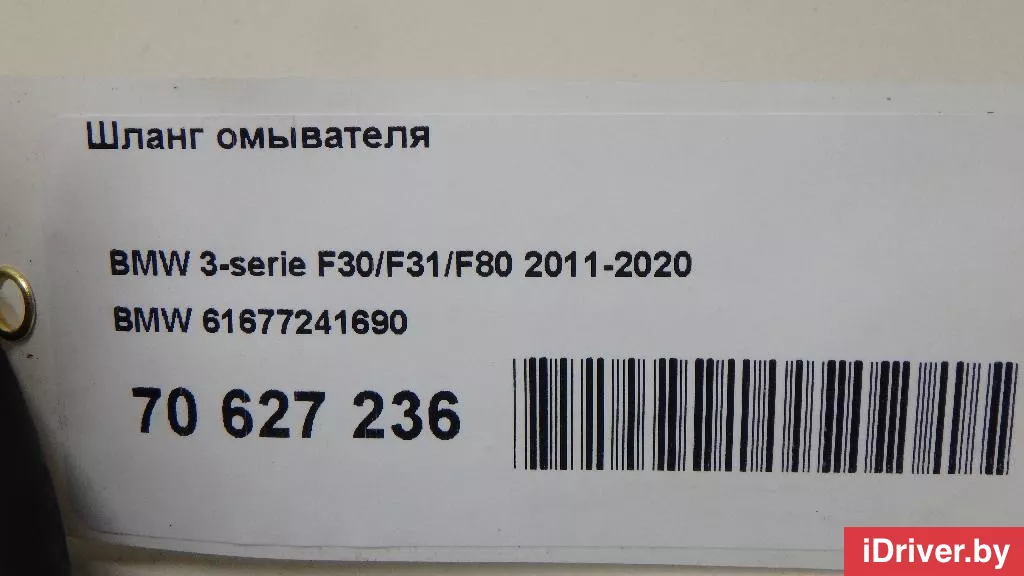 Шланг омывателя
BMW 3-serie F30/F31/F80 2011-2020
BMW 61677241690
70 627 236
iDriver.by